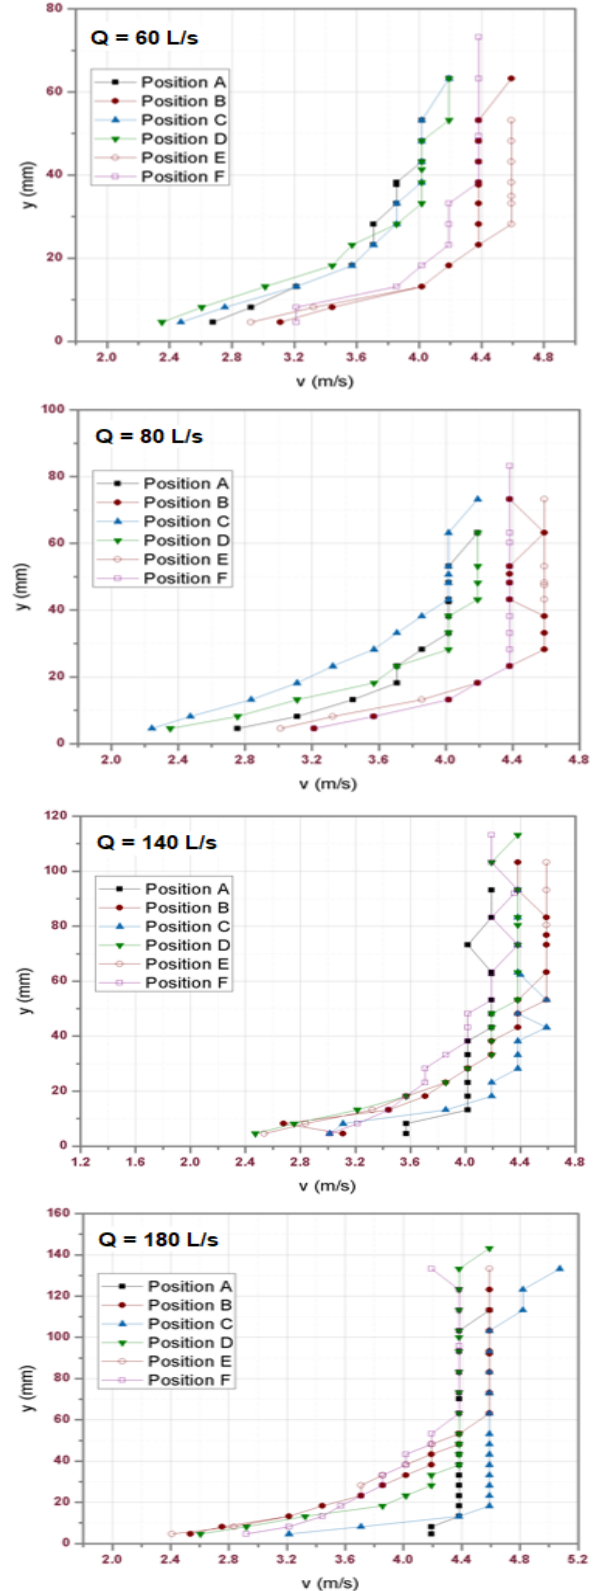 80
Q = 60 L/s
Position A
Position B
Position C
Position D
Position E
Position F
60
40
20
0
y (mm)
2.0 2.4 2.8 3.2 3.6 4.0 4.4 4.8
v (m/s)
100
Q = 80 L/s
Position A
Position B
Position C
Position D
Position E
Position F
80
60
40
20
0
y (mm)
2.0 2.4 2.8 3.2 3.6 4.0 4.4 4.8
v (m/s)
120
Q = 140 L/s
Position A
Position B
Position C
Position D
Position E
Position F
100
80
60
40
20
0
y (mm)
1.2 1.6 2.0 2.4 2.8 3.2 3.6 4.0 4.4 4.8
v (m/s)
160
Q = 180 L/s
Position A
Position B
Position C
Position D
Position E
Position F
140
120
100
80
60
40
20
0
y (mm)
2.0 2.4 2.8 3.2 3.6 4.0 4.4 4.8 5.2
v (m/s)